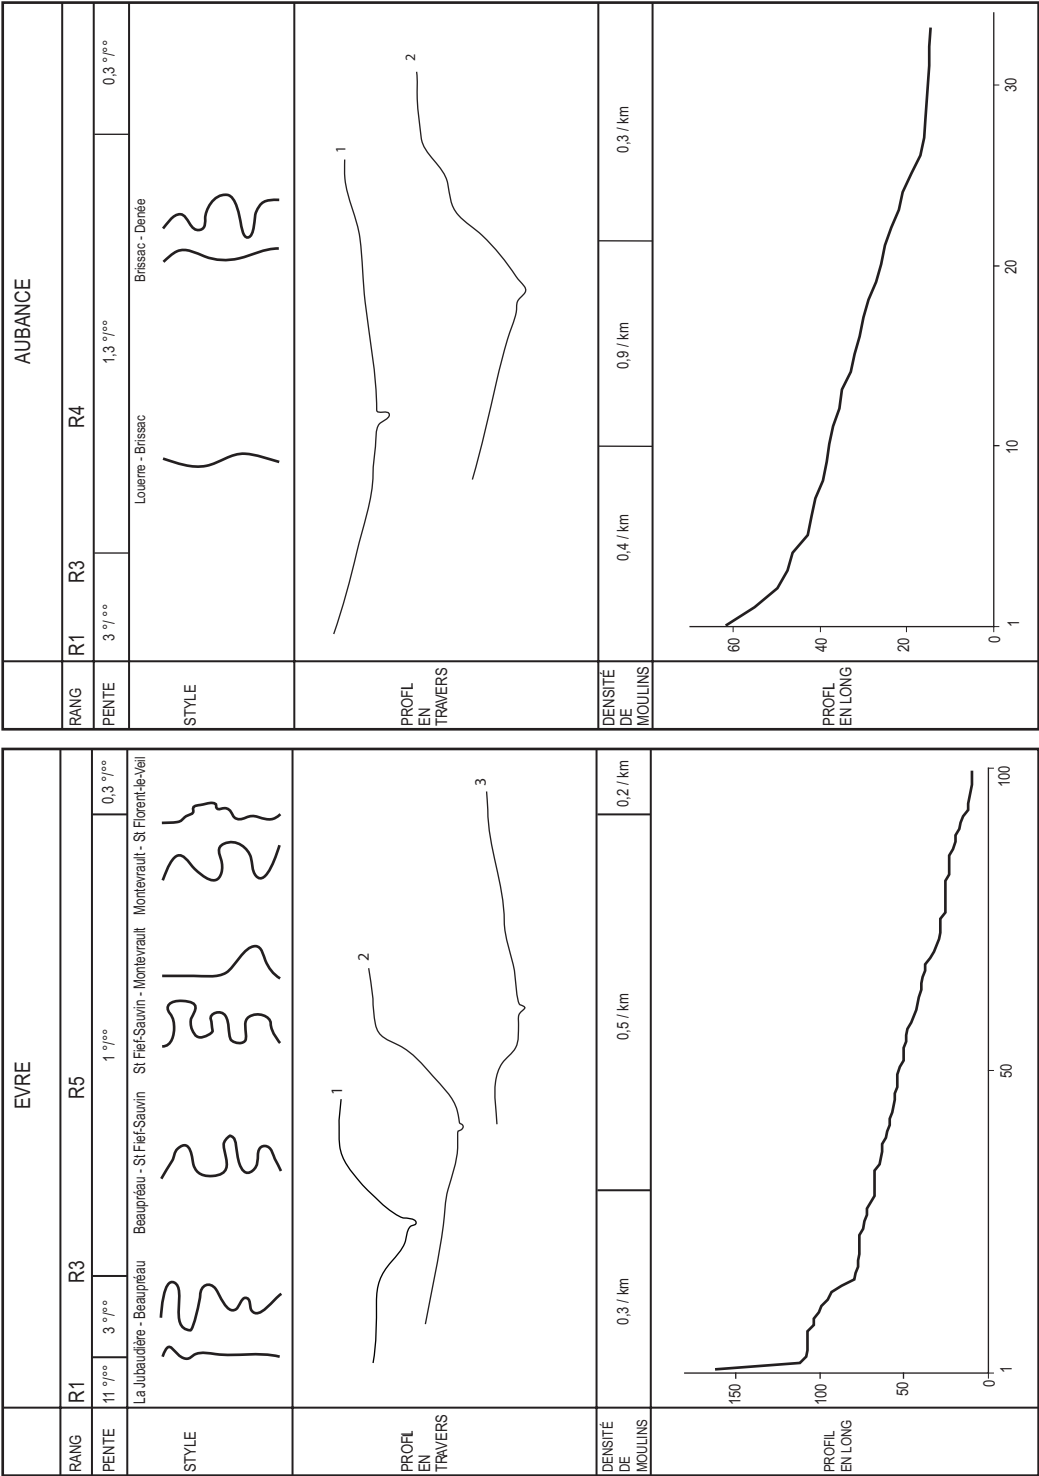 EVRE
RANG R1 R3 R5
PENTE 11 °/°° 3 °/°° 1 °/°° 0,3 °/°°
La Jubaudière - Beaupréau Beaupréau - St Fief-Sauvin St Fief-Sauvin - Montevrault Montevrault - St Florent-le-Veil
STYLE
1
2
3
PROFL
EN
TRAVERS
DENSITÉ
DE
MOULINS
0,3 / km 0,5 / km 0,2 / km
PROFIL
EN LONG
150
100
50
0
1 50 100
AUBANCE
RANG R1 R3 R4
PENTE 3 °/°° 1,3 °/°° 0,3 °/°°
Louerre - Brissac Brissac - Denée
STYLE
1
2
PROFL
EN
TRAVERS
DENSITÉ
DE
MOULINS
0,4 / km 0,9 / km 0,3 / km
PROFL
EN LONG
60
40
20
0
1 10 20 30